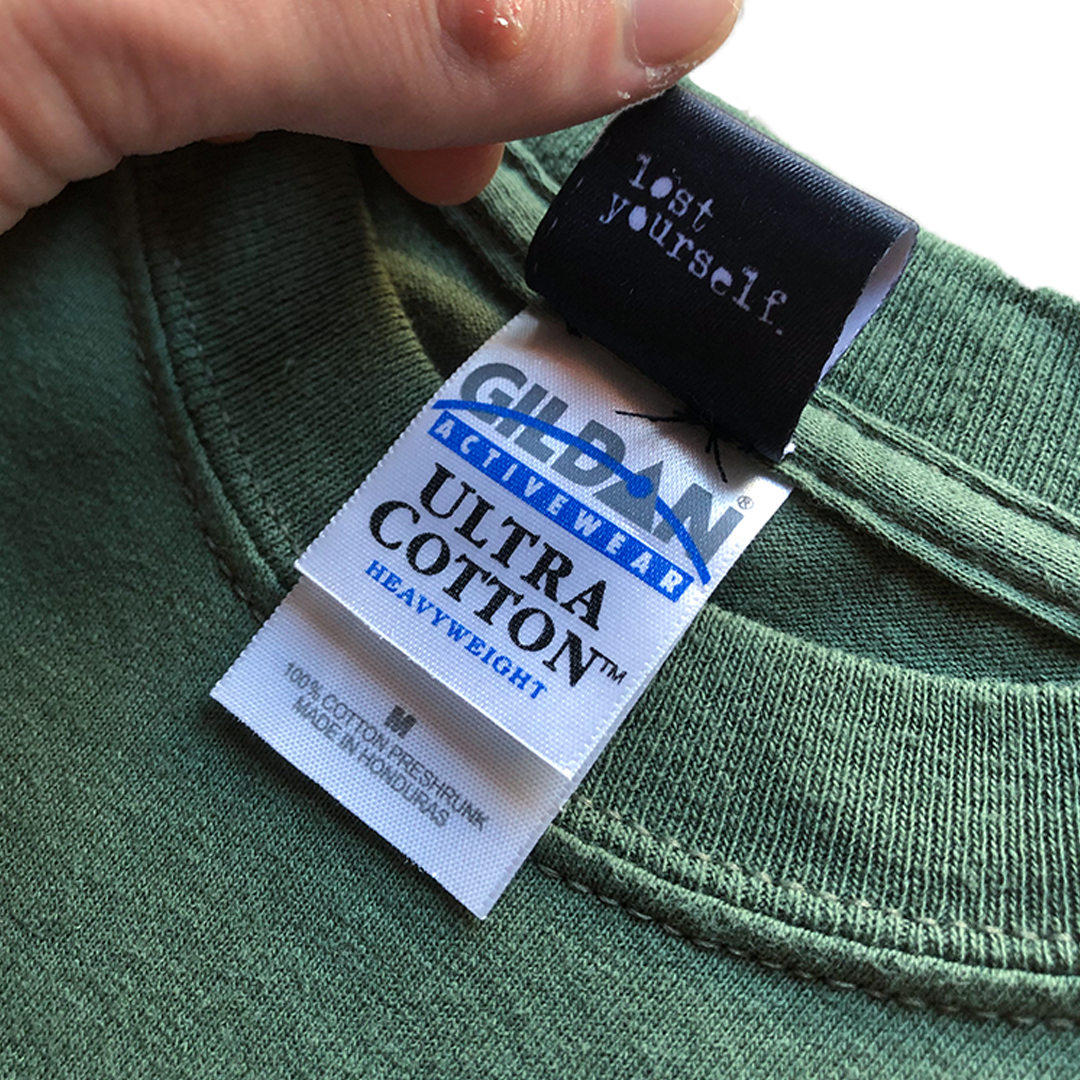 lost
yourself.
GILDAN®
ACTIVEWEAR
ULTRA
COTTON™
HEAVYWEIGHT
M
100% COTTON PRESHRUNK
MADE IN HONDURAS